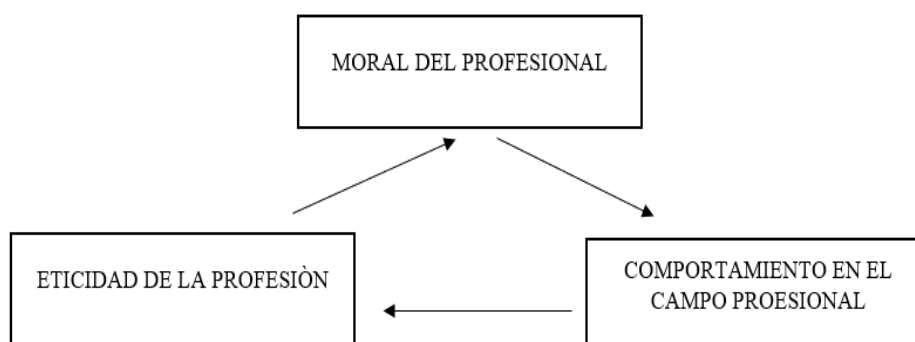 MORAL DEL PROFESIONAL
ETICIDAD DE LA PROFESIÒN
COMPORTAMIENTO EN EL
CAMPO PROESIONAL